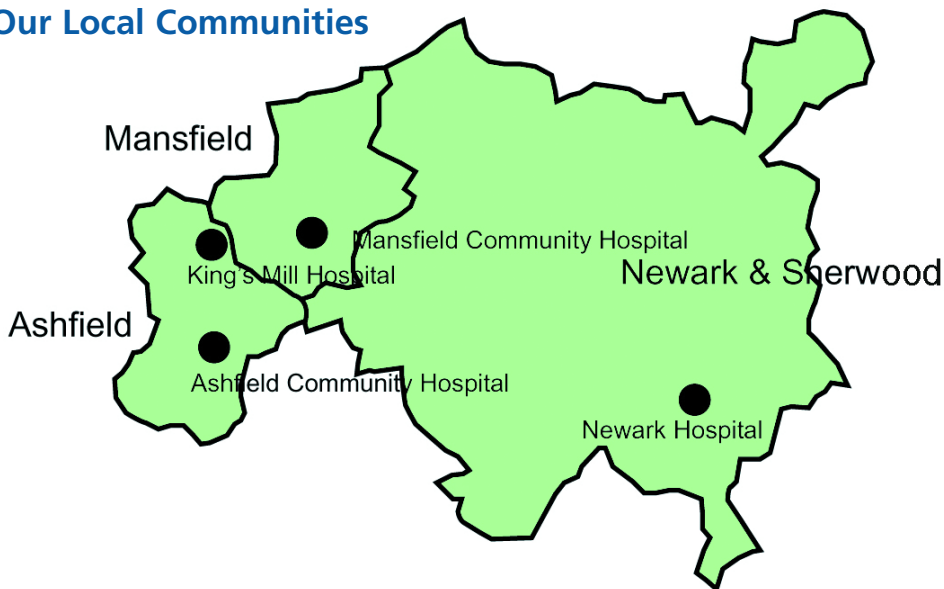 Our Local Communities
Mansfield
Mansfield Community Hospital
King's Mill Hospital
Newark & Sherwood
Ashfield
Ashfield Community Hospital
Newark Hospital